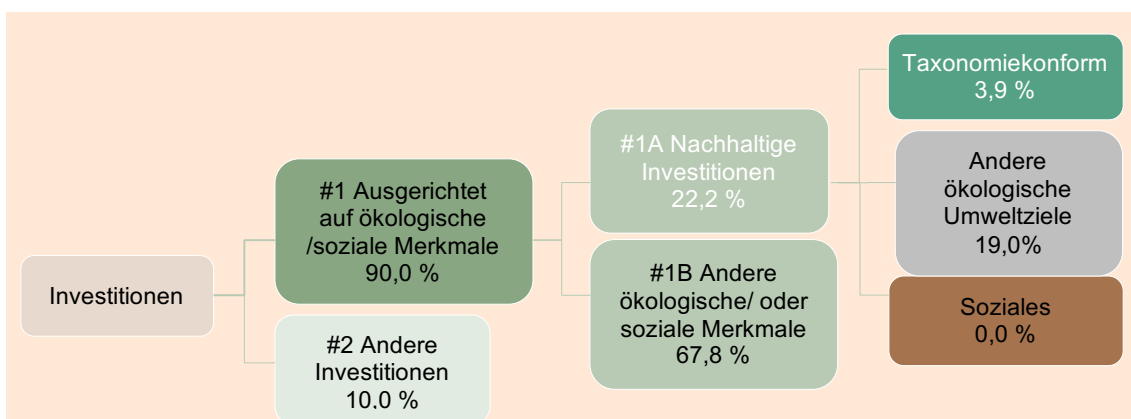 Investitionen
#1 Ausgerichtet
auf ökologische
/soziale Merkmale
90,0 %
#2 Andere
Investitionen
10,0 %
#1A Nachhaltige
Investitionen
22,2 %
#1B Andere
ökologische/ oder
soziale Merkmale
67,8 %
Taxonomiekonform
3,9 %
Andere
ökologische
Umweltziele
19,0%
Soziales
0,0 %